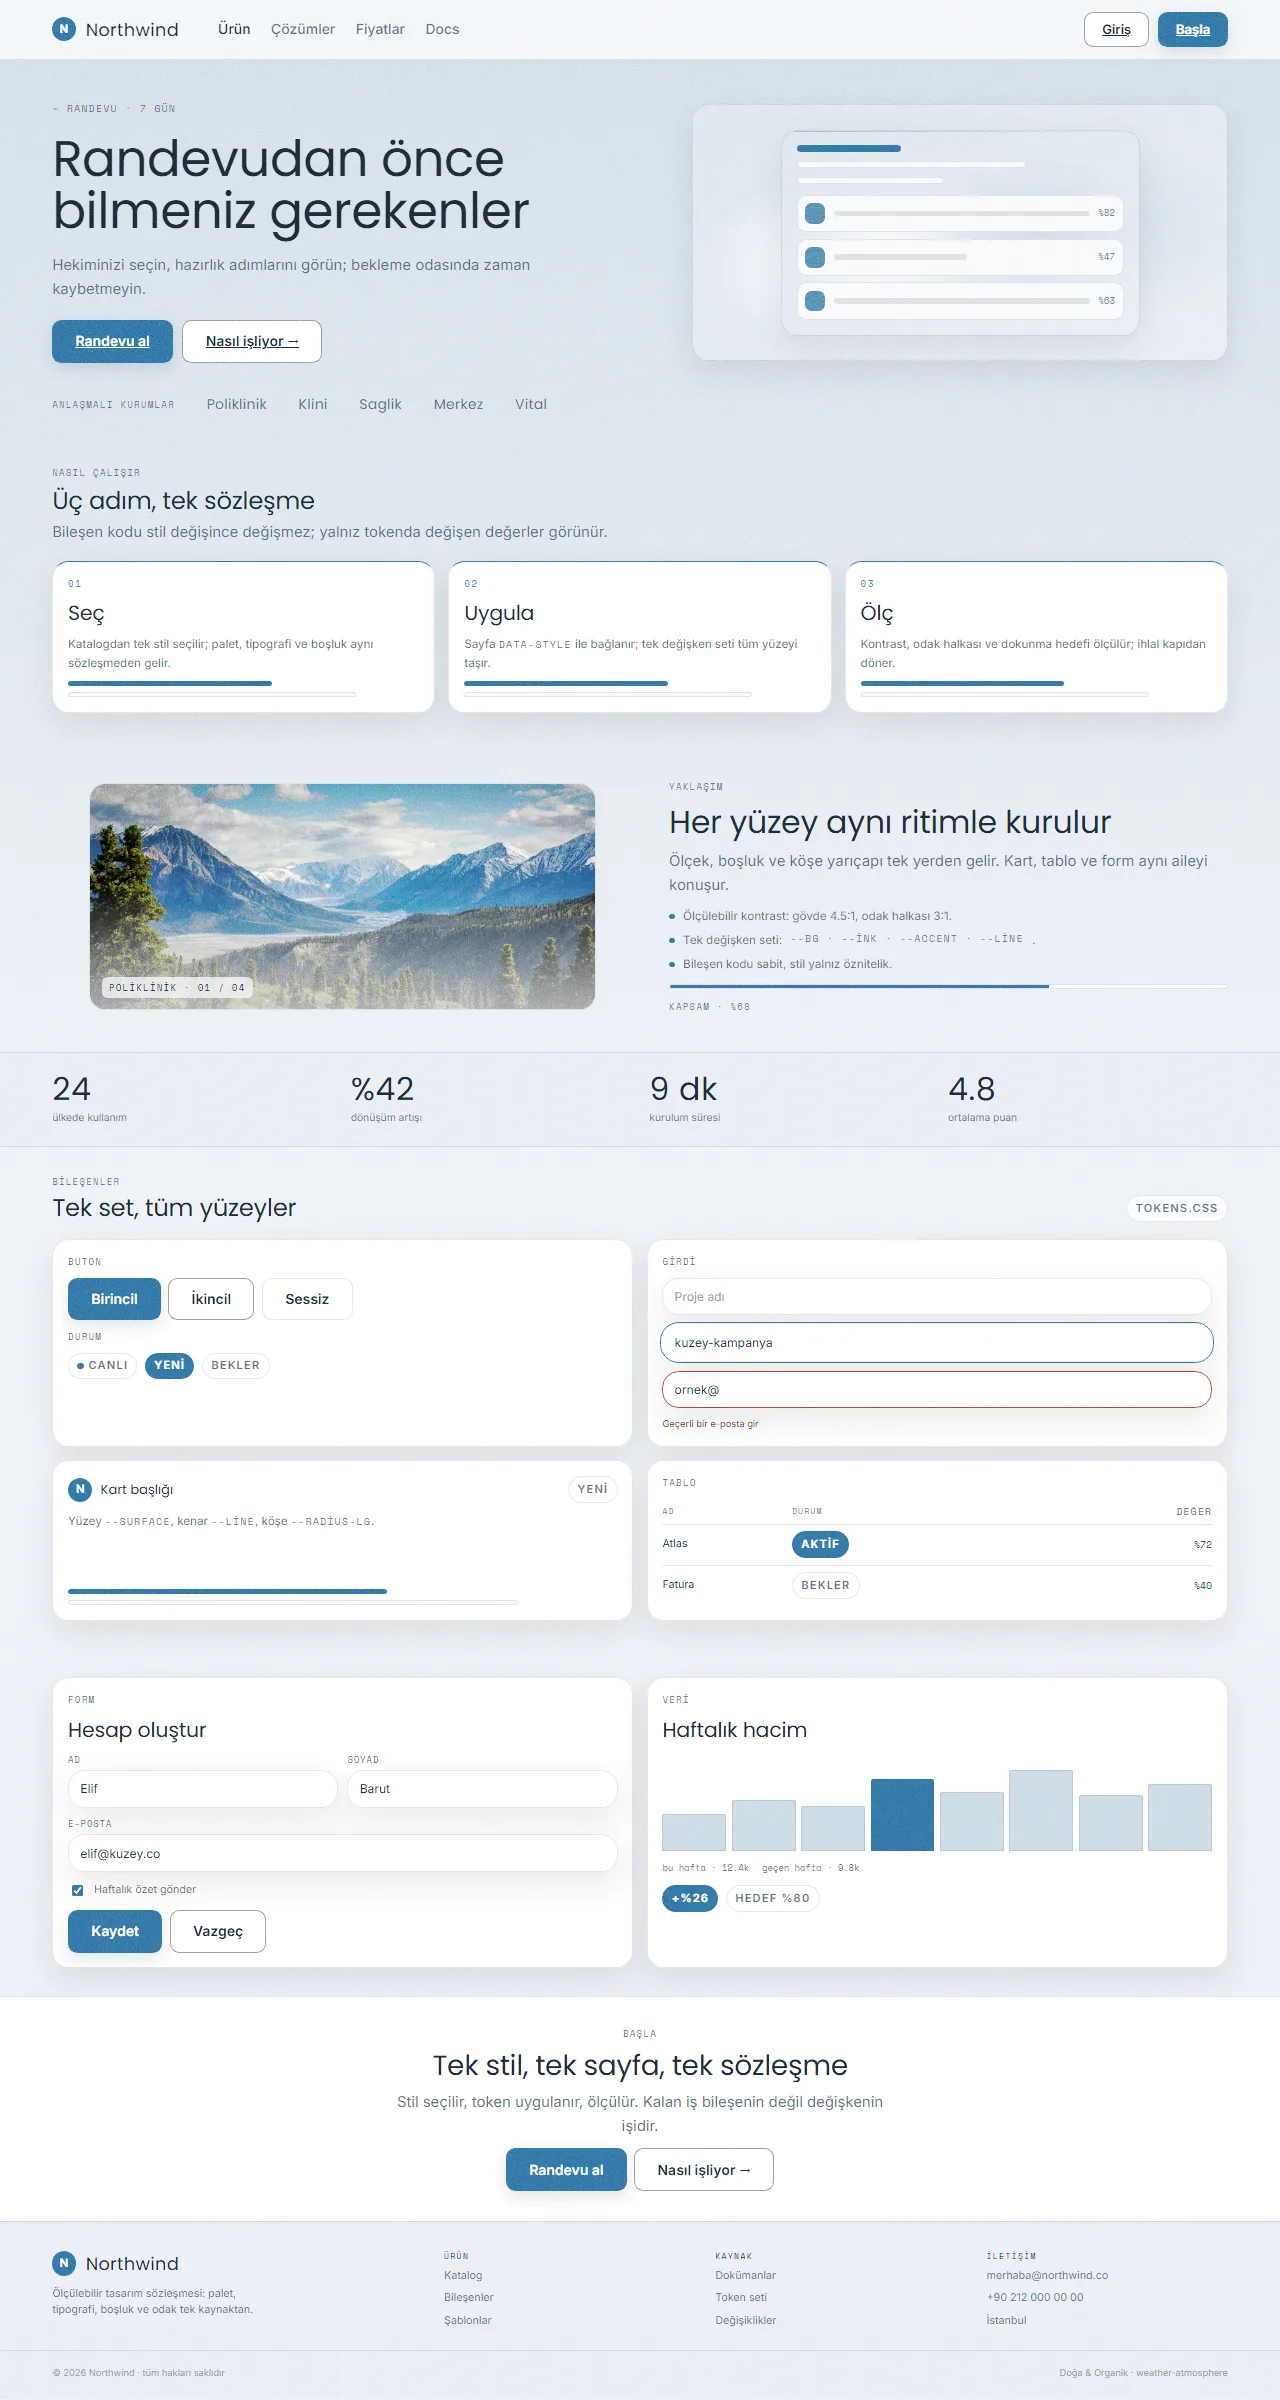 N Northwind Ürün Çözümler Fiyatlar Docs Giriş Başla
– RANDEVU · 7 GÜN
Randevudan önce
bilmeniz gerekenler
Hekiminizi seçin, hazırlık adımlarını görün; bekleme odasında zaman
kaybetmeyin.
Randevu al Nasıl işliyor →
%82
%47
%63
ANLAŞMALI KURUMLAR Poliklinik Klini Saglik Merkez Vital
NASIL ÇALIŞIR
Üç adım, tek sözleşme
Bileşen kodu stil değişince değişmez; yalnız tokenda değişen değerler görünür.
01
Seç
Katalogdan tek stil seçilir; palet, tipografi ve boşluk aynı
sözleşmeden gelir.
02
Uygula
Sayfa DATA-STYLE ile bağlanır; tek değişken seti tüm yüzeyi
taşır.
03
Ölç
Kontrast, odak halkası ve dokunma hedefi ölçülür; ihlal kapıdan
döner.
POLİKLİNİK · 01 / 04
YAKLAŞIM
Her yüzey aynı ritimle kurulur
Ölçek, boşluk ve köşe yarıçapı tek yerden gelir. Kart, tablo ve form aynı aileyi
konuşur.
Ölçülebilir kontrast: gövde 4.5:1, odak halkası 3:1.
Tek değişken seti: --BG · --İNK · --ACCENT · --LİNE .
Bileşen kodu sabit, stil yalnız öznitelik.
KAPSAM · %68
24
ülkede kullanım
%42
dönüşüm artışı
9 dk
kurulum süresi
4.8
ortalama puan
BİLEŞENLER
Tek set, tüm yüzeyler
TOKENS.CSS
BUTON
Birincil İkincil Sessiz
DURUM
CANLI YENİ BEKLER
GİRDİ
Proje adı
kuzey-kampanya
ornek@
Geçerli bir e-posta gir
N Kart başlığı YENİ
Yüzey --SURFACE, kenar --LİNE, köşe --RADİUS-LG.
TABLO
AD DURUM DEĞER
Atlas AKTİF %72
Fatura BEKLER %40
FORM
Hesap oluştur
AD SOYAD
Elif Barut
E-POSTA
elif@kuzey.co
Haftalık özet gönder
Kaydet Vazgeç
VERİ
Haftalık hacim
bu hafta · 12.4k geçen hafta · 9.8k
+%26 HEDEF %80
BAŞLA
Tek stil, tek sayfa, tek sözleşme
Stil seçilir, token uygulanır, ölçülür. Kalan iş bileşenin değil değişkenin
işidir.
Randevu al Nasıl işliyor →
N Northwind
Ölçülebilir tasarım sözleşmesi: palet,
tipografi, boşluk ve odak tek kaynaktan.
ÜRÜN
Katalog
Bileşenler
Şablonlar
KAYNAK
Dokümanlar
Token seti
Değişiklikler
İLETİŞİM
merhaba@northwind.co
+90 212 000 00 00
İstanbul
© 2026 Northwind · tüm hakları saklıdır
Doğa & Organik · weather-atmosphere